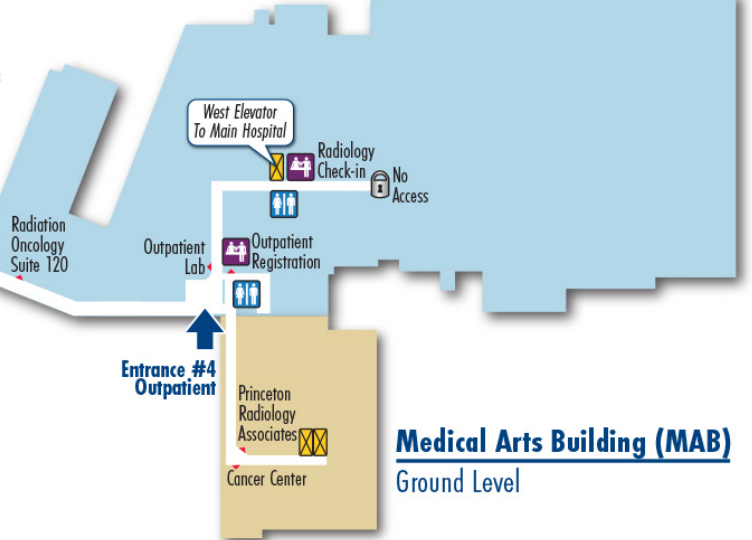 West Elevator
To Main Hospital
Radiology
Check-in
No
Access
Radiation
Oncology
Suite 120
Outpatient
Lab
Outpatient
Registration
Entrance #4
Outpatient
Princeton
Radiology
Associates
Cancer Center
Medical Arts Building (MAB)
Ground Level